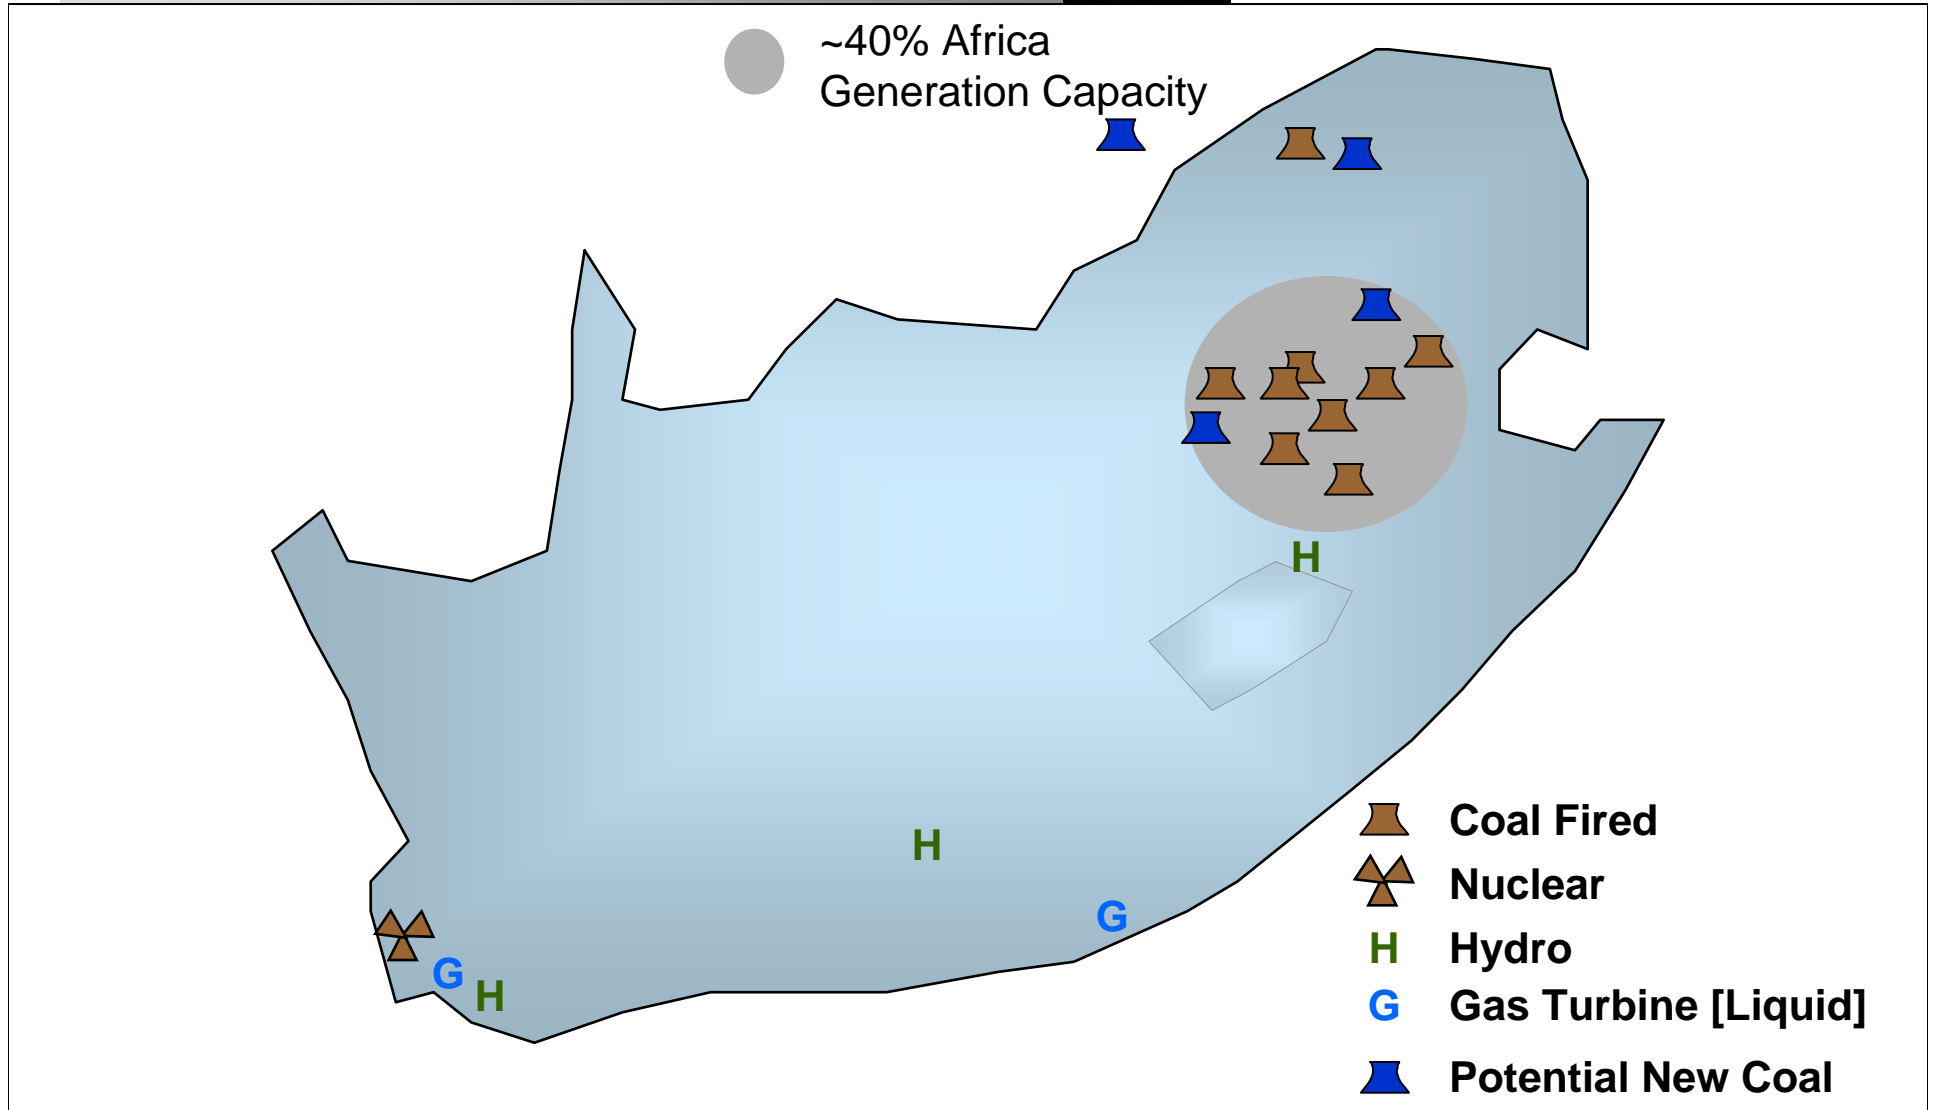 ~40% Africa
Generation Capacity
H
H
G
G
H
Coal Fired
Nuclear
H Hydro
G Gas Turbine [Liquid]
Potential New Coal